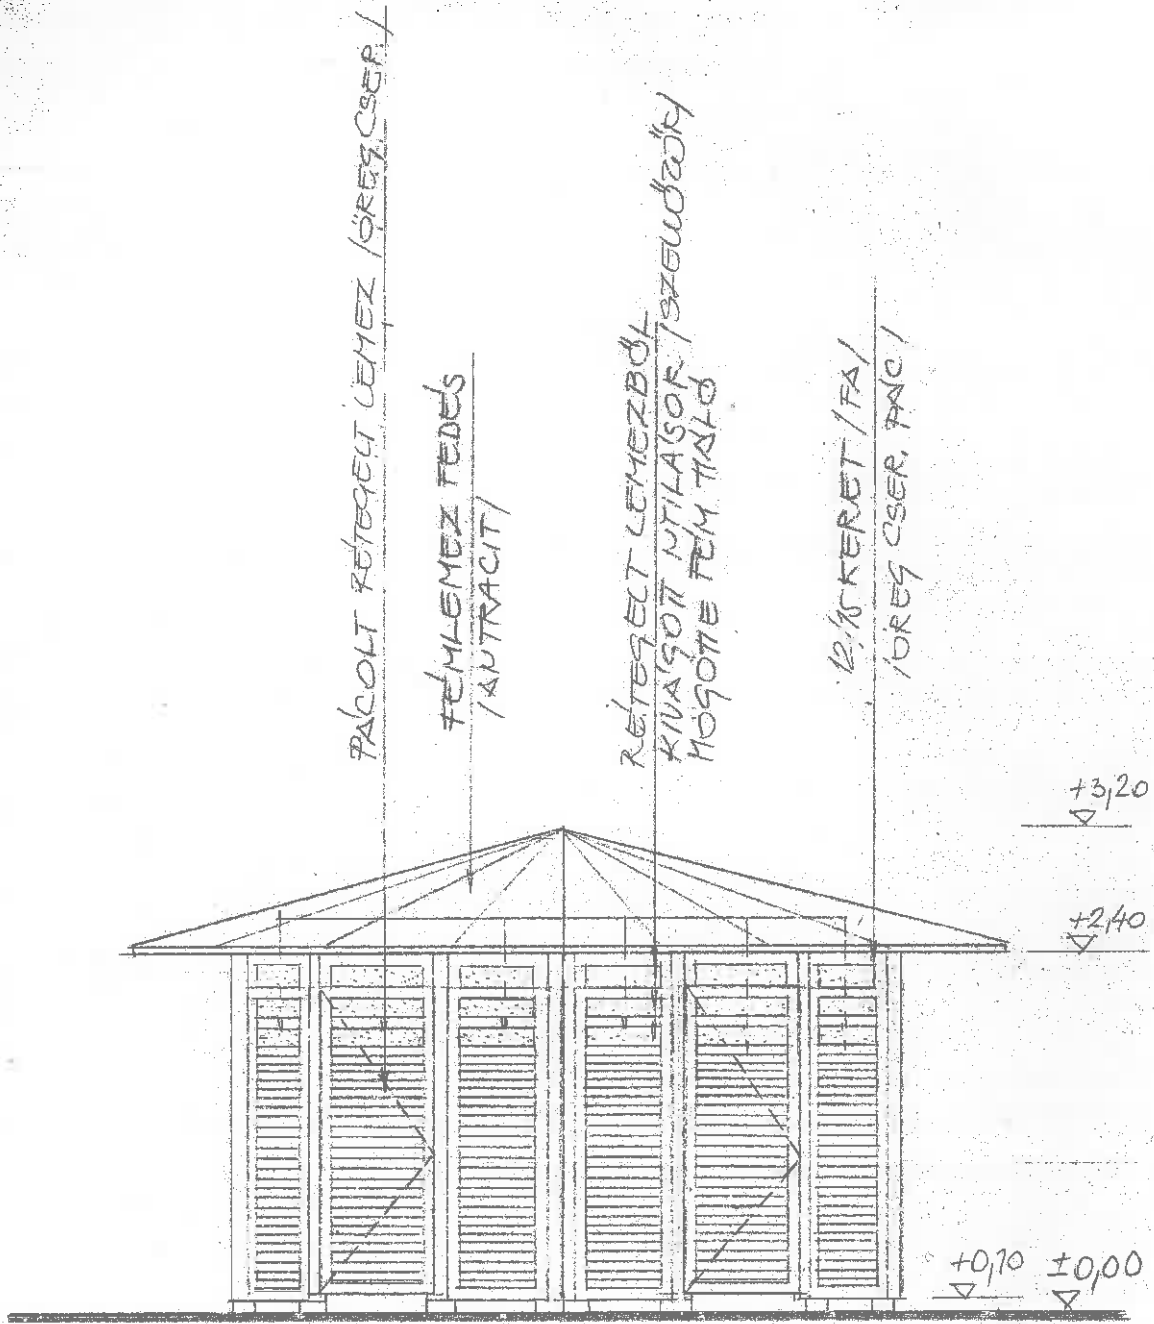 PÁCOLT RÉTEGELT LEMEZ /ÖREG CSER./
FÉMLEMEZ FEDÉS
/ANTRACIT/
RÉTEGELT LEMEZBŐL
KIVÁGOTT NYILÁSOK /SZELLŐZŐK/
MÖGÖTTE FÉM HÁLÓ
12/15 KERET /FA/
/ÖREG CSER. PÁC/
+3,20
+2,40
+0,10 ±0,00